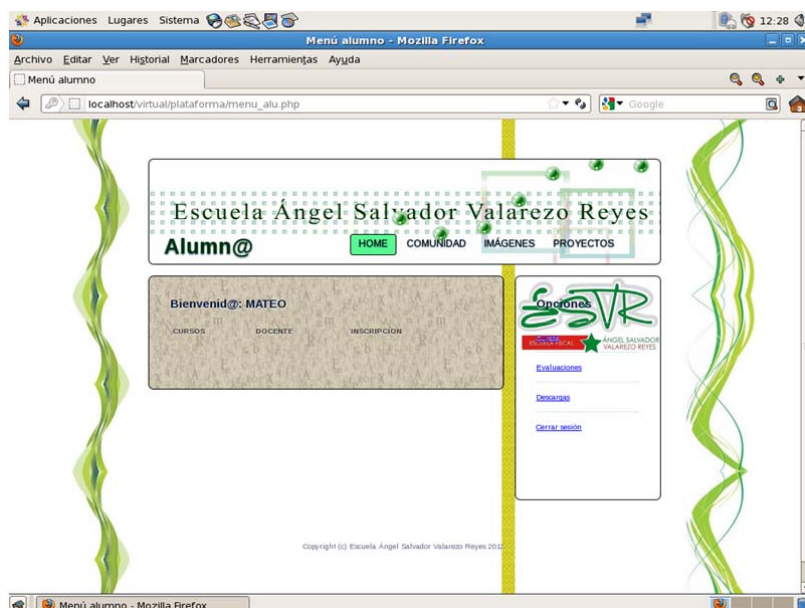 Aplicaciones Lugares Sistema 12:28
Menú alumno - Mozilla Firefox
Archivo Editar Ver Historial Marcadores Herramientas Ayuda
Menú alumno
localhost/virtual/plataforma/menu_alu.php
Google
Escuela Ángel Salvador Valarezo Reyes
Alumn@
HOME COMUNIDAD IMÁGENES PROYECTOS
Bienvenid@: MATEO
CURSOS DOCENTE INSCRIPCION
Opciones
ESVR
ESCUELA FISCAL
ÁNGEL SALVADOR
VALAREZO REYES
Evaluaciones
Descargas
Cerrar sesión
Copyright (c) Escuela Ángel Salvador Valarezo Reyes
Menú alumno - Mozilla Firefox